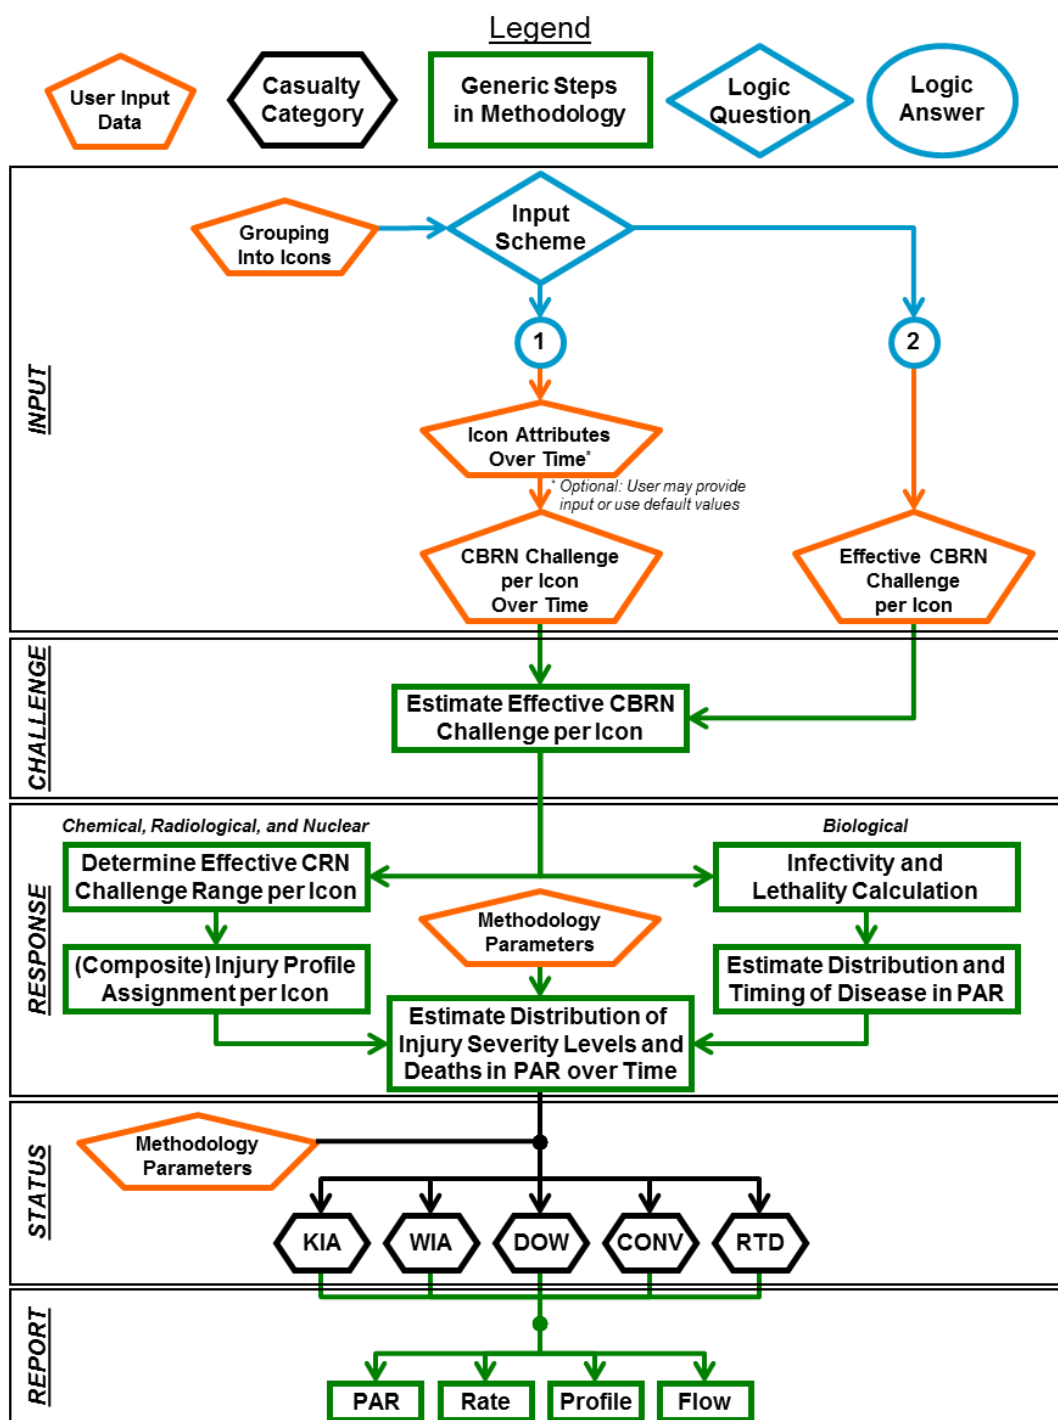 Legend
User Input
Data
Casualty
Category
Generic Steps
in Methodology
Logic
Question
Logic
Answer
INPUT
Grouping
Into Icons
Input
Scheme
1
2
Icon Attributes
Over Time*
* Optional: User may provide
input or use default values
CBRN Challenge
per Icon
Over Time
Effective CBRN
Challenge
per Icon
CHALLENGE
Estimate Effective CBRN
Challenge per Icon
RESPONSE
Chemical, Radiological, and Nuclear
Biological
Determine Effective CRN
Challenge Range per Icon
Infectivity and
Lethality Calculation
Methodology
Parameters
(Composite) Injury Profile
Assignment per Icon
Estimate Distribution and
Timing of Disease in PAR
Estimate Distribution of
Injury Severity Levels and
Deaths in PAR over Time
STATUS
Methodology
Parameters
KIA
WIA
DOW
CONV
RTD
REPORT
PAR
Rate
Profile
Flow